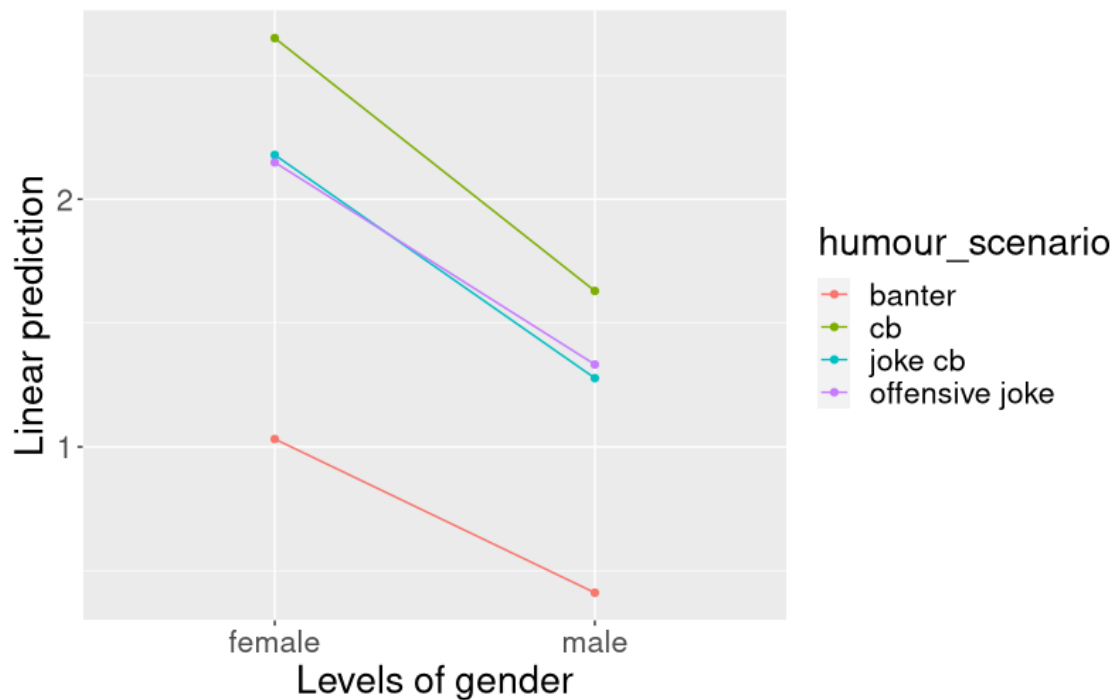 Linear prediction
2
1
female
male
Levels of gender
humour_scenario
banter
cb
joke cb
offensive joke